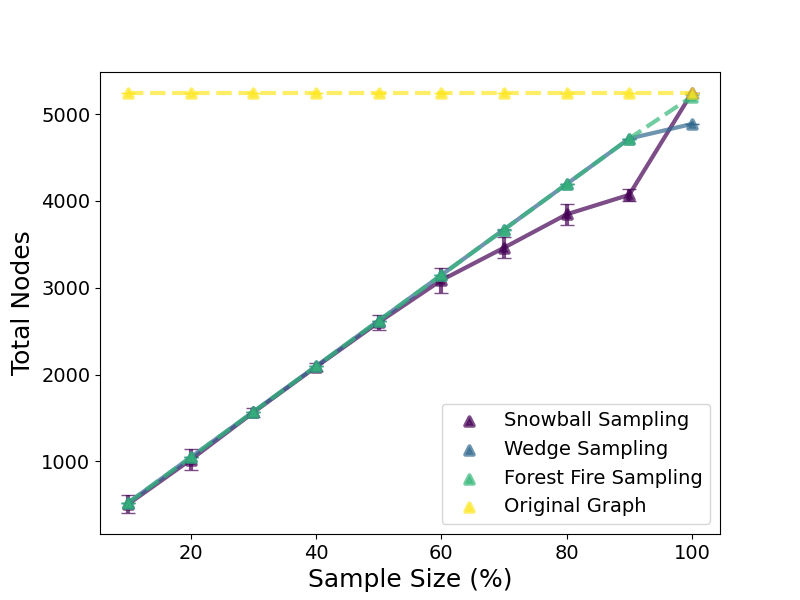 5000
4000
3000
2000
1000
Total Nodes
20
40
60
80
100
Sample Size (%)
Snowball Sampling
Wedge Sampling
Forest Fire Sampling
Original Graph